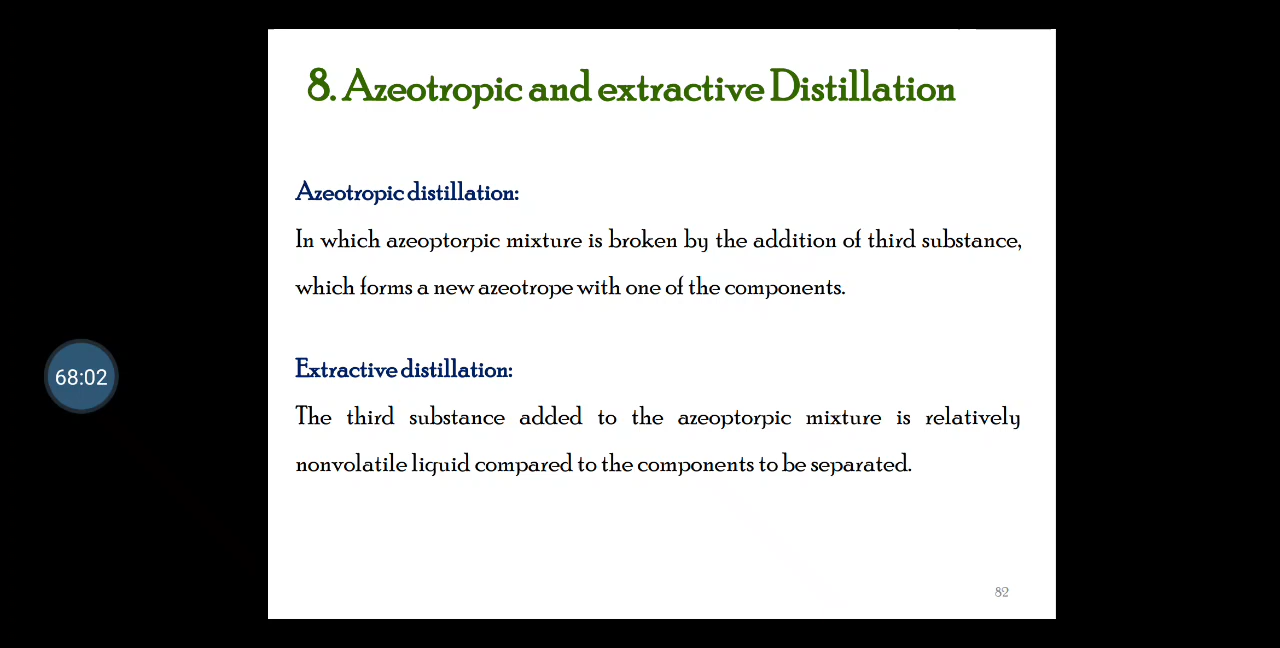 8. Azeotropic and extractive Distillation
Azeotropic distillation:
In which azeoptorpic mixture is broken by the addition of third substance,
which forms a new azeotrope with one of the components.
68:02
Extractive distillation:
The third substance added to the azeoptorpic mixture is relatively
nonvolatile liquid compared to the components to be separated.
82